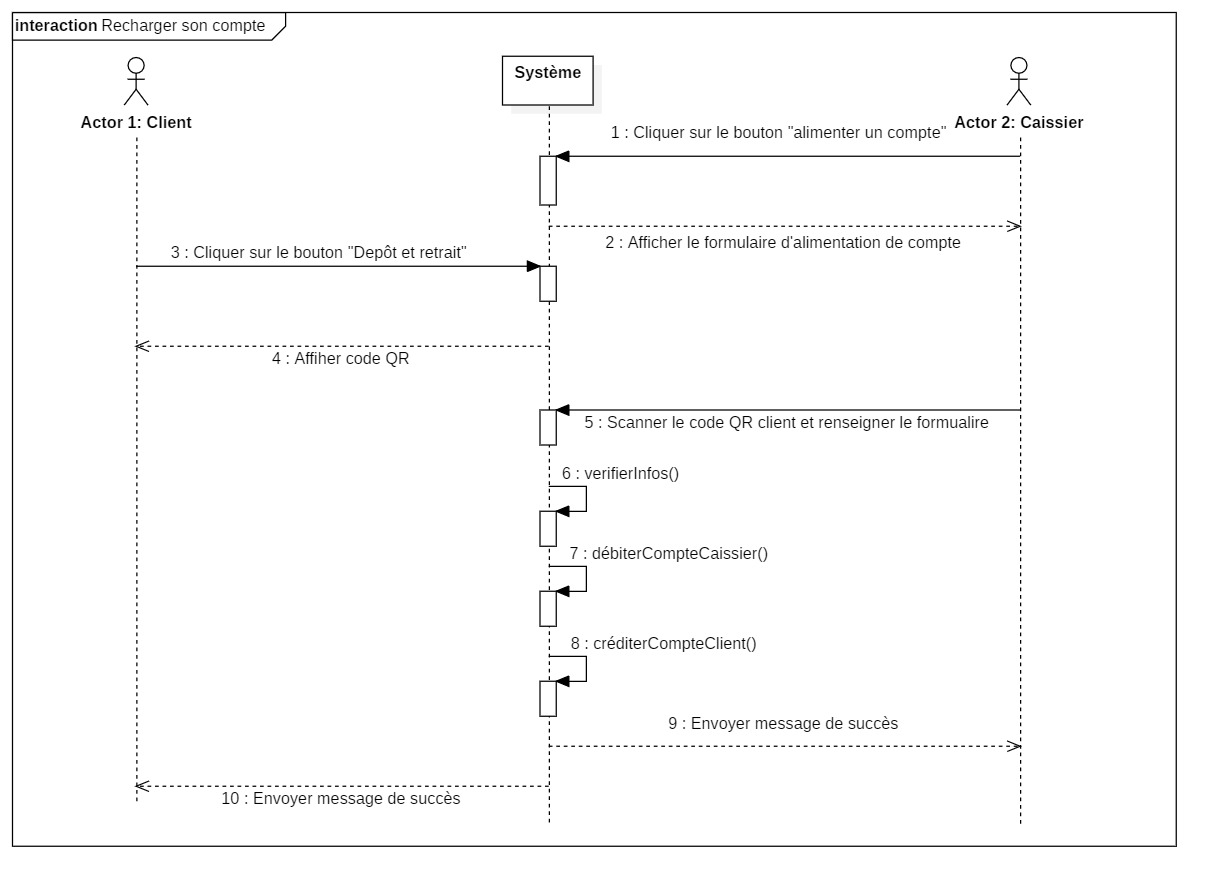 interaction Recharger son compte
Système
Actor 1: Client
Actor 2: Caissier
1 : Cliquer sur le bouton "alimenter un compte"
2 : Afficher le formulaire d'alimentation de compte
3 : Cliquer sur le bouton "Depôt et retrait"
4 : Affiher code QR
5 : Scanner le code QR client et renseigner le formualire
6 : verifierInfos()
7 : débiterCompteCaissier()
8 : créditerCompteClient()
9 : Envoyer message de succès
10 : Envoyer message de succès